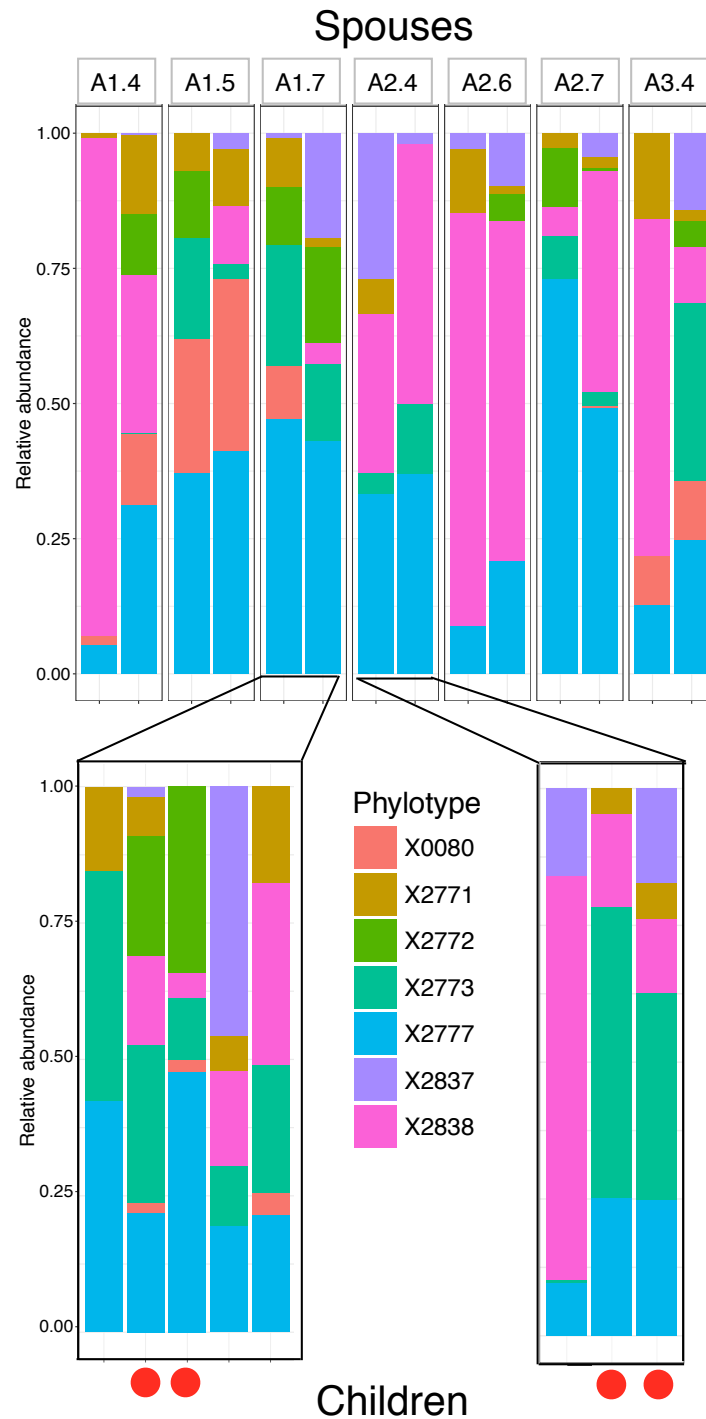 Spouses
A1.4 A1.5 A1.7 A2.4 A2.6 A2.7 A3.4
Relative abundance
1.00
0.75
0.50
0.25
0.00
Relative abundance
1.00
0.75
0.50
0.25
0.00
Phylotype
X0080
X2771
X2772
X2773
X2777
X2837
X2838
Children